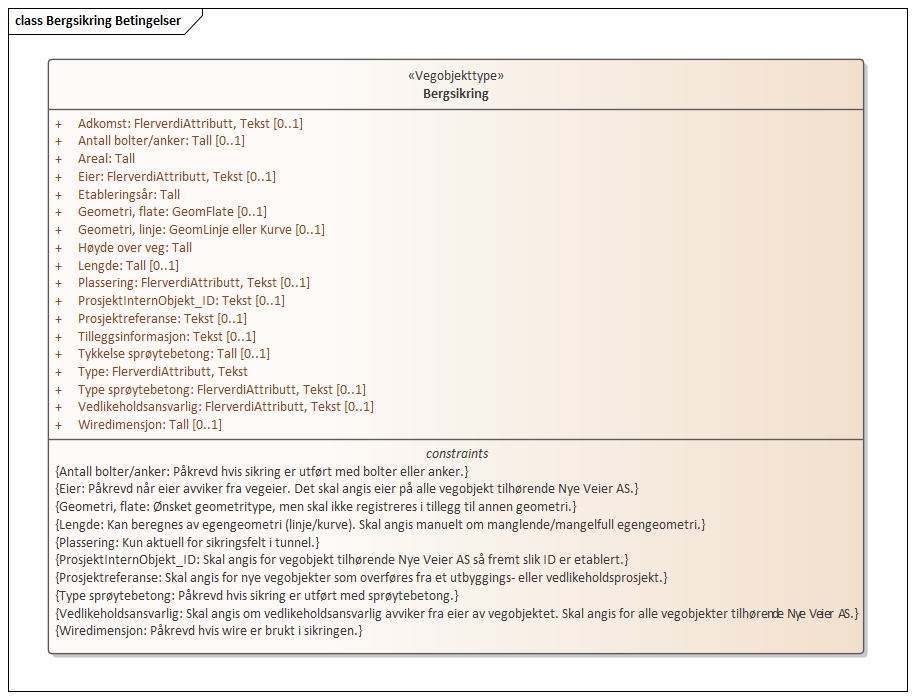 class Bergsikring Betingelser
«Vegobjekttype»
Bergsikring
+ Adkomst: FlerverdiAttributt, Tekst [0..1]
+ Antall bolter/anker: Tall [0..1]
+ Areal: Tall
+ Eier: FlerverdiAttributt, Tekst [0..1]
+ Etableringsår: Tall
+ Geometri, flate: GeomFlate [0..1]
+ Geometri, linje: GeomLinje eller Kurve [0..1]
+ Høyde over veg: Tall
+ Lengde: Tall [0..1]
+ Plassering: FlerverdiAttributt, Tekst [0..1]
+ ProsjektInternObjekt_ID: Tekst [0..1]
+ Prosjektreferanse: Tekst [0..1]
+ Tilleggsinformasjon: Tekst [0..1]
+ Tykkelse sprøytebetong: Tall [0..1]
+ Type: FlerverdiAttributt, Tekst
+ Type sprøytebetong: FlerverdiAttributt, Tekst [0..1]
+ Vedlikeholdsansvarlig: FlerverdiAttributt, Tekst [0..1]
+ Wiredimensjon: Tall [0..1]
constraints
{Antall bolter/anker: Påkrevd hvis sikring er utført med bolter eller anker.}
{Eier: Påkrevd når eier avviker fra vegeier. Det skal angis eier på alle vegobjekt tilhørende Nye Veier AS.}
{Geometri, flate: Ønsket geometritype, men skal ikke registreres i tillegg til annen geometri.}
{Lengde: Kan beregnes av egengeometri (linje/kurve). Skal angis manuelt om manglende/mangelfull egengeometri.}
{Plassering: Kun aktuell for sikringsfelt i tunnel.}
{ProsjektInternObjekt_ID: Skal angis for vegobjekt tilhørende Nye Veier AS så fremt slik ID er etablert.}
{Prosjektreferanse: Skal angis for nye vegobjekter som overføres fra et utbyggings- eller vedlikeholdsprosjekt.}
{Type sprøytebetong: Påkrevd hvis sikring er utført med sprøytebetong.}
{Vedlikeholdsansvarlig: Skal angis om vedlikeholdsansvarlig avviker fra eier av vegobjektet. Skal angis for alle vegobjekter tilhørende Nye Veier AS.}
{Wiredimensjon: Påkrevd hvis wire er brukt i sikringen.}